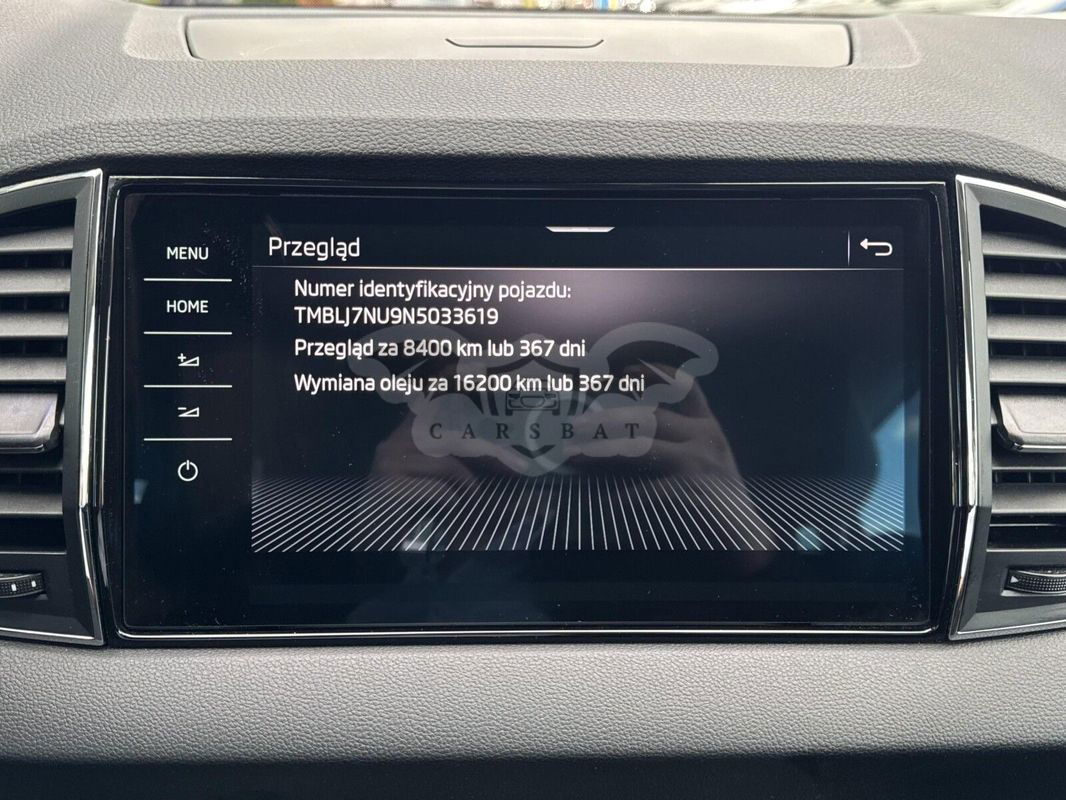 MENU
HOME
Przegląd
Numer identyfikacyjny pojazdu:
TMBLJ7NU9N5033619
Przegląd za 8400 km lub 367 dni
Wymiana oleju za 16200 km lub 367 dni
CARSBAT